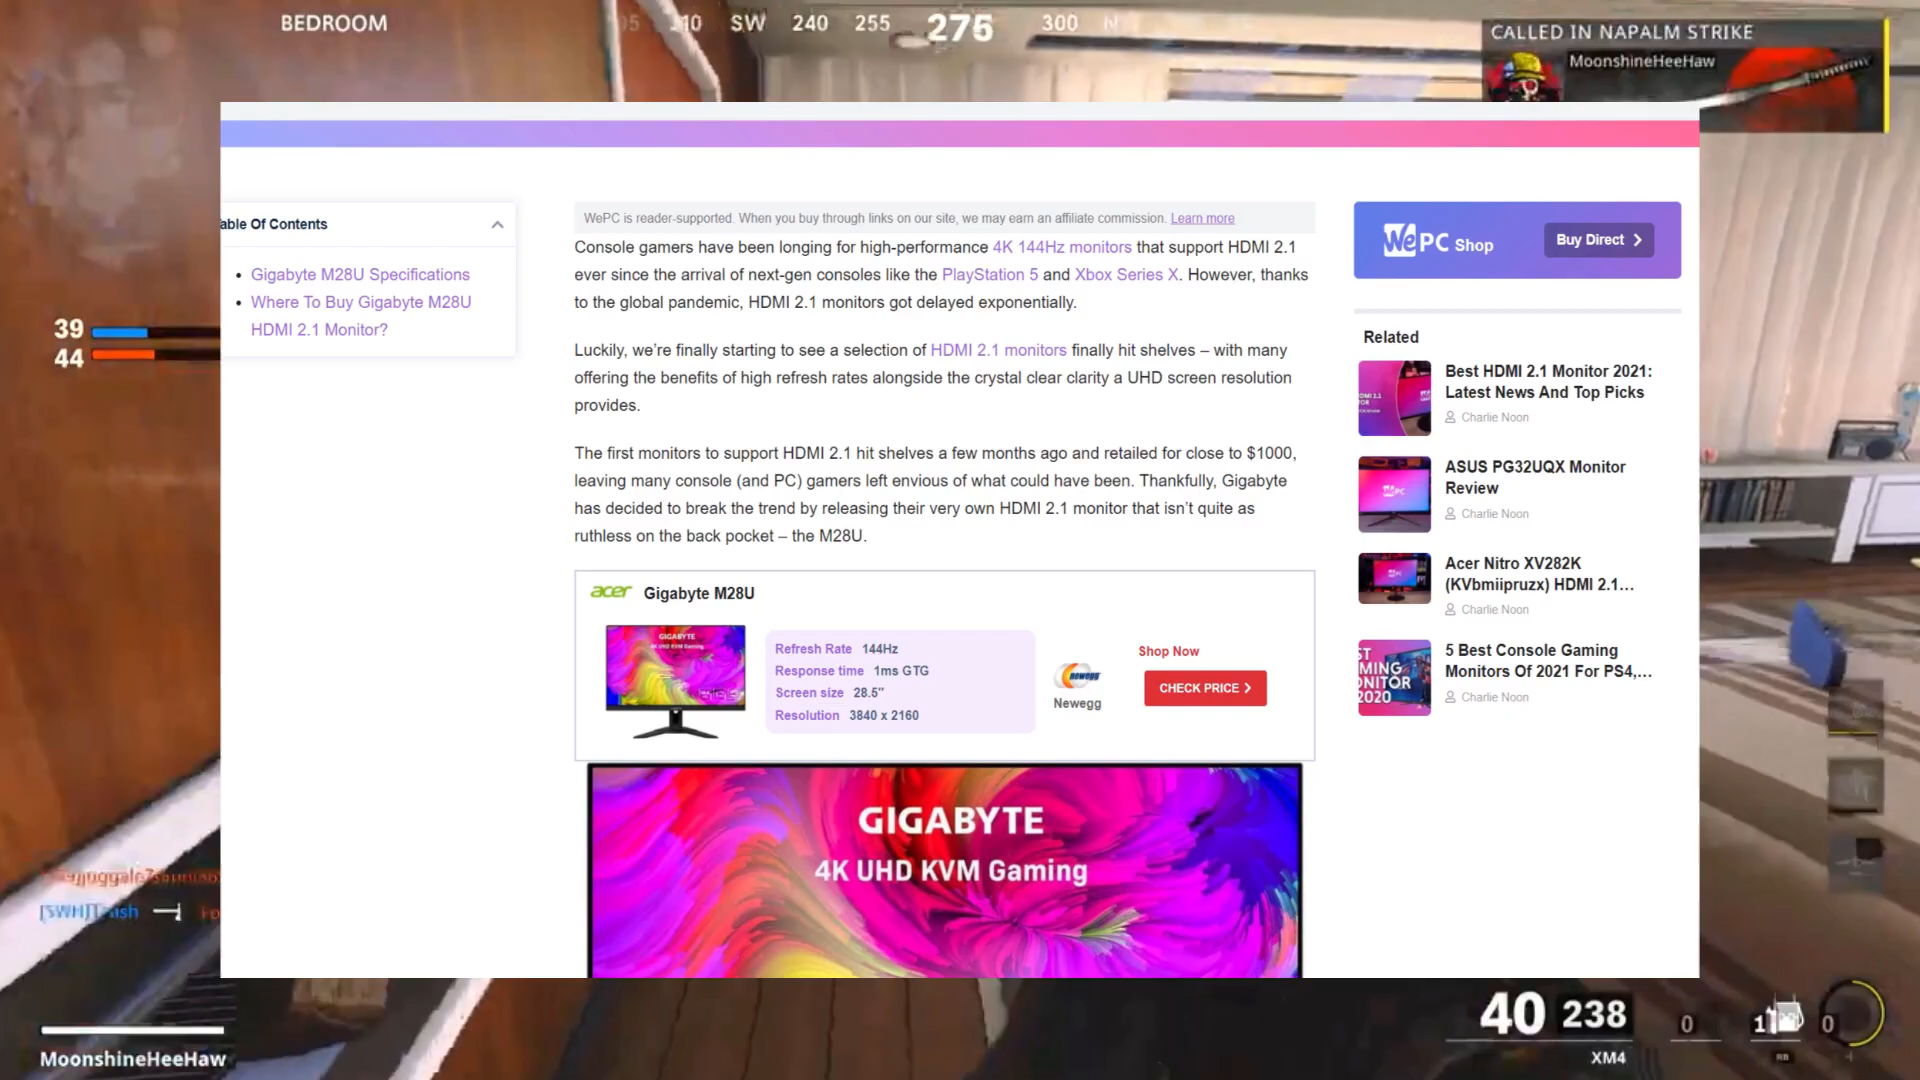 BEDROOM
SW 240 255 275 300 N
CALLED IN NAPALM STRIKE
MoonshineHeeHaw
39
44
able Of Contents
Gigabyte M28U Specifications
Where To Buy Gigabyte M28U
HDMI 2.1 Monitor?
WePC is reader-supported. When you buy through links on our site, we may earn an affiliate commission. Learn more
Console gamers have been longing for high-performance 4K 144Hz monitors that support HDMI 2.1
ever since the arrival of next-gen consoles like the PlayStation 5 and Xbox Series X. However, thanks
to the global pandemic, HDMI 2.1 monitors got delayed exponentially.
Luckily, we're finally starting to see a selection of HDMI 2.1 monitors finally hit shelves – with many
offering the benefits of high refresh rates alongside the crystal clear clarity a UHD screen resolution
provides.
The first monitors to support HDMI 2.1 hit shelves a few months ago and retailed for close to $1000,
leaving many console (and PC) gamers left envious of what could have been. Thankfully, Gigabyte
has decided to break the trend by releasing their very own HDMI 2.1 monitor that isn't quite as
ruthless on the back pocket – the M28U.
acer Gigabyte M28U
GIGABYTE
4K UHD KVM Gaming
Refresh Rate 144Hz
Response time 1ms GTG
Screen size 28.5"
Resolution 3840 x 2160
newegg
Newegg
Shop Now
CHECK PRICE
GIGABYTE
4K UHD KVM Gaming
WePC Shop
Buy Direct
Related
Best HDMI 2.1 Monitor 2021:
Latest News And Top Picks
Charlie Noon
ASUS PG32UQX Monitor
Review
Charlie Noon
Acer Nitro XV282K
(KVbmiipruzx) HDMI 2.1...
Charlie Noon
ST
MING
ONITOR
2020
5 Best Console Gaming
Monitors Of 2021 For PS4,...
Charlie Noon
MoonshineHeeHaw
40 238
XM4
0
1
0
RB